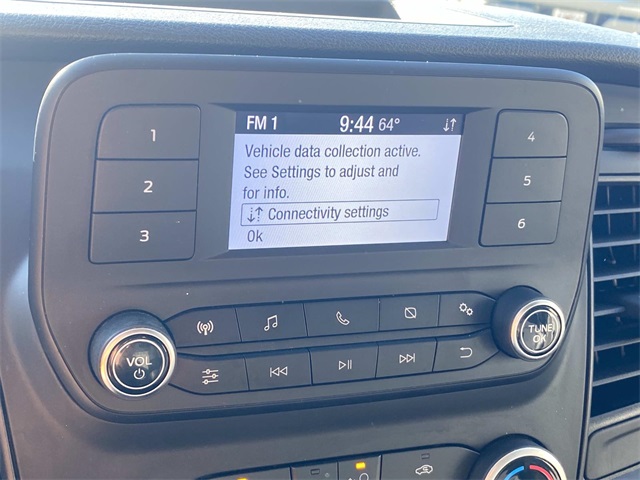 FM 1 9:44 64°
Vehicle data collection active.
See Settings to adjust and
for info.
Connectivity settings
Ok
1
2
3
4
5
6
VOL
TUNE
OK